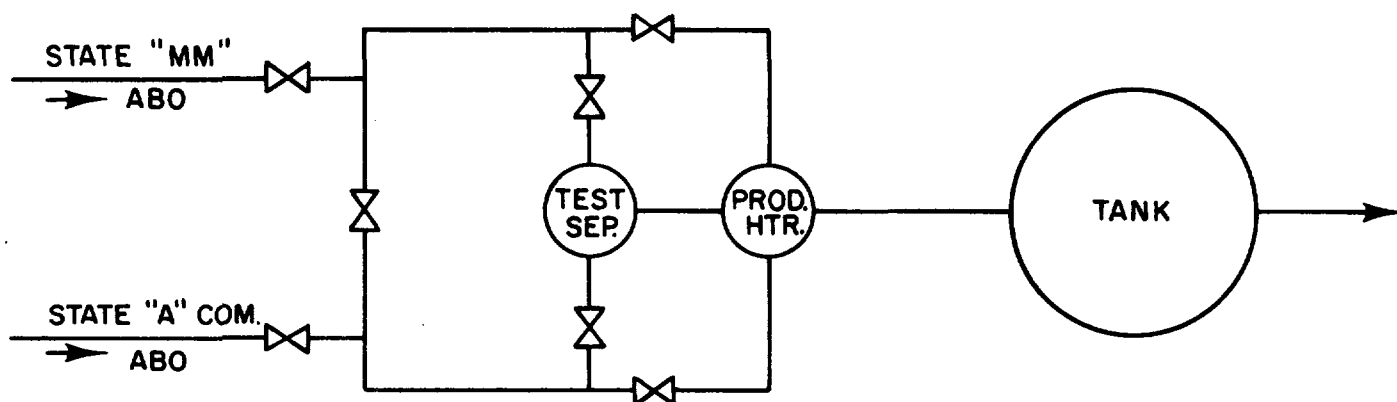 STATE "MM"
ABO
TEST
SEP.
PROD.
HTR.
TANK
STATE "A" COM.
ABO